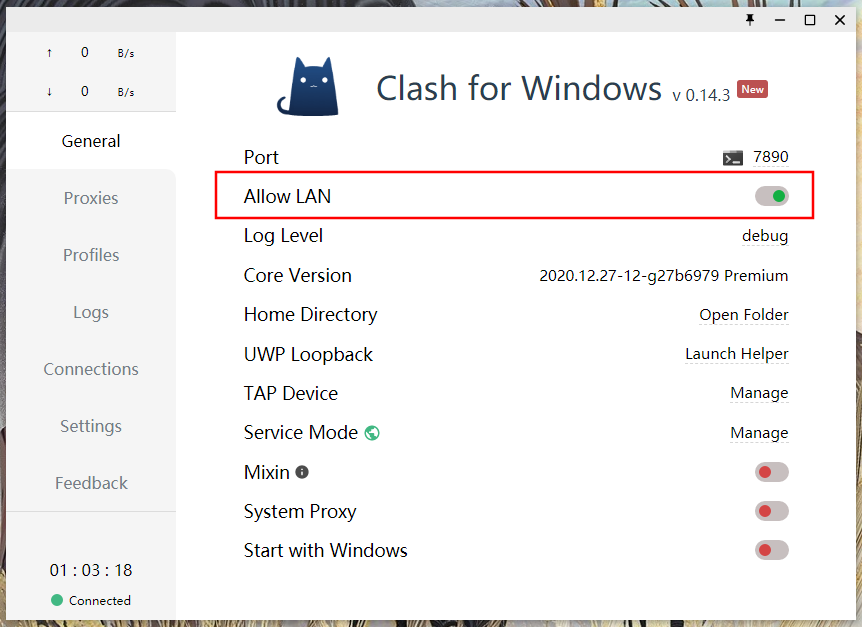 ↑ 0 B/s
↓ 0 B/s
General
Proxies
Profiles
Logs
Connections
Settings
Feedback
01 : 03 : 18
Connected
Clash for Windows v 0.14.3 New
Port 7890
Allow LAN
Log Level debug
Core Version 2020.12.27-12-g27b6979 Premium
Home Directory Open Folder
UWP Loopback Launch Helper
TAP Device Manage
Service Mode Manage
Mixin
System Proxy
Start with Windows